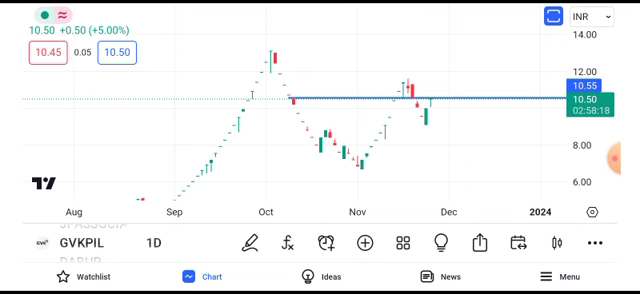 10.50 +0.50 (+5.00%)
INR
14.00
10.45 0.05 10.50
12.00
10.55
10.50
02:58:18
8.00
6.00
Aug Sep Oct Nov Dec 2024
GVKPIL 1D
DABUR
Watchlist Chart Ideas News Menu